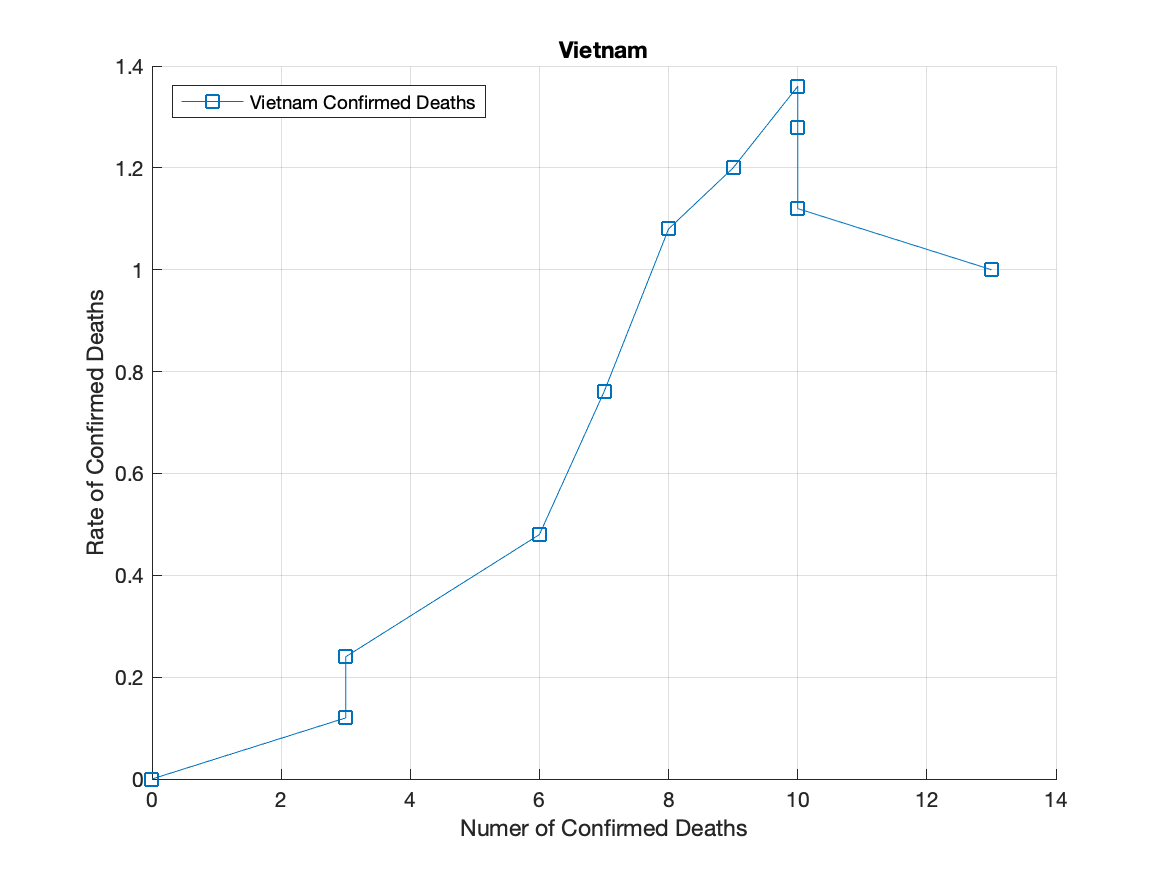 Vietnam
Vietnam Confirmed Deaths
1.4
1.2
1
0.8
0.6
0.4
0.2
0
Rate of Confirmed Deaths
0 2 4 6 8 10 12 14
Numer of Confirmed Deaths